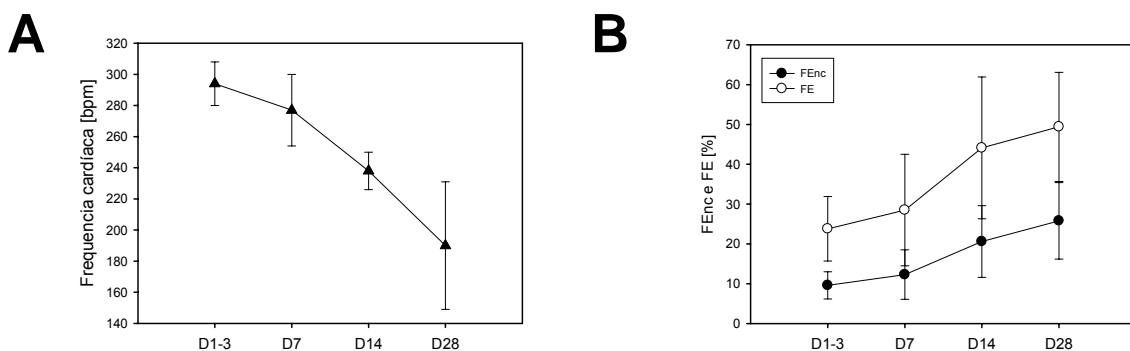 A
Frequencia cardíaca [bpm]
320
300
280
260
240
220
200
180
160
140
D1-3 D7 D14 D28
B
FEnc e FE [%]
70
60
50
40
30
20
10
0
FEnc
FE
D1-3 D7 D14 D28